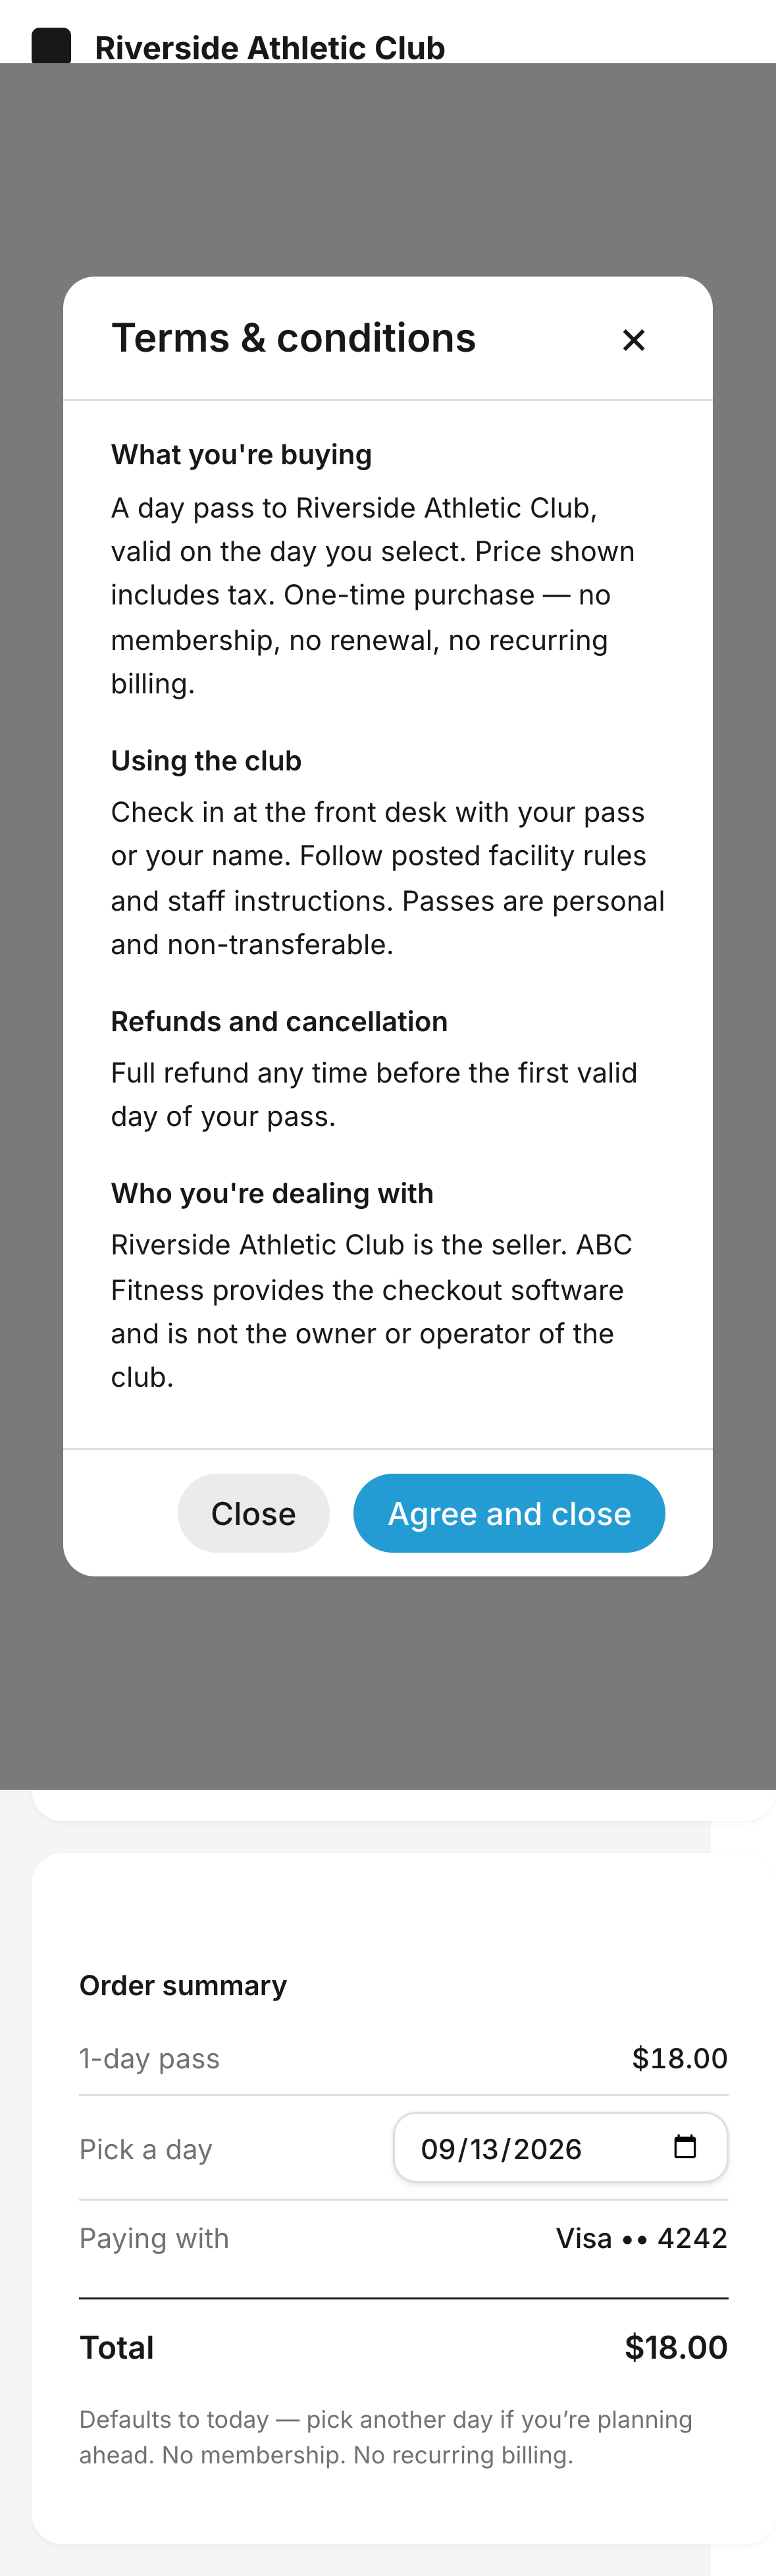 Riverside Athletic Club
Terms & conditions
What you're buying
A day pass to Riverside Athletic Club,
valid on the day you select. Price shown
includes tax. One-time purchase — no
membership, no renewal, no recurring
billing.
Using the club
Check in at the front desk with your pass
or your name. Follow posted facility rules
and staff instructions. Passes are personal
and non-transferable.
Refunds and cancellation
Full refund any time before the first valid
day of your pass.
Who you're dealing with
Riverside Athletic Club is the seller. ABC
Fitness provides the checkout software
and is not the owner or operator of the
club.
Close Agree and close
Order summary
1-day pass $18.00
Pick a day 09/13/2026
Paying with Visa •• 4242
Total $18.00
Defaults to today — pick another day if you’re planning
ahead. No membership. No recurring billing.